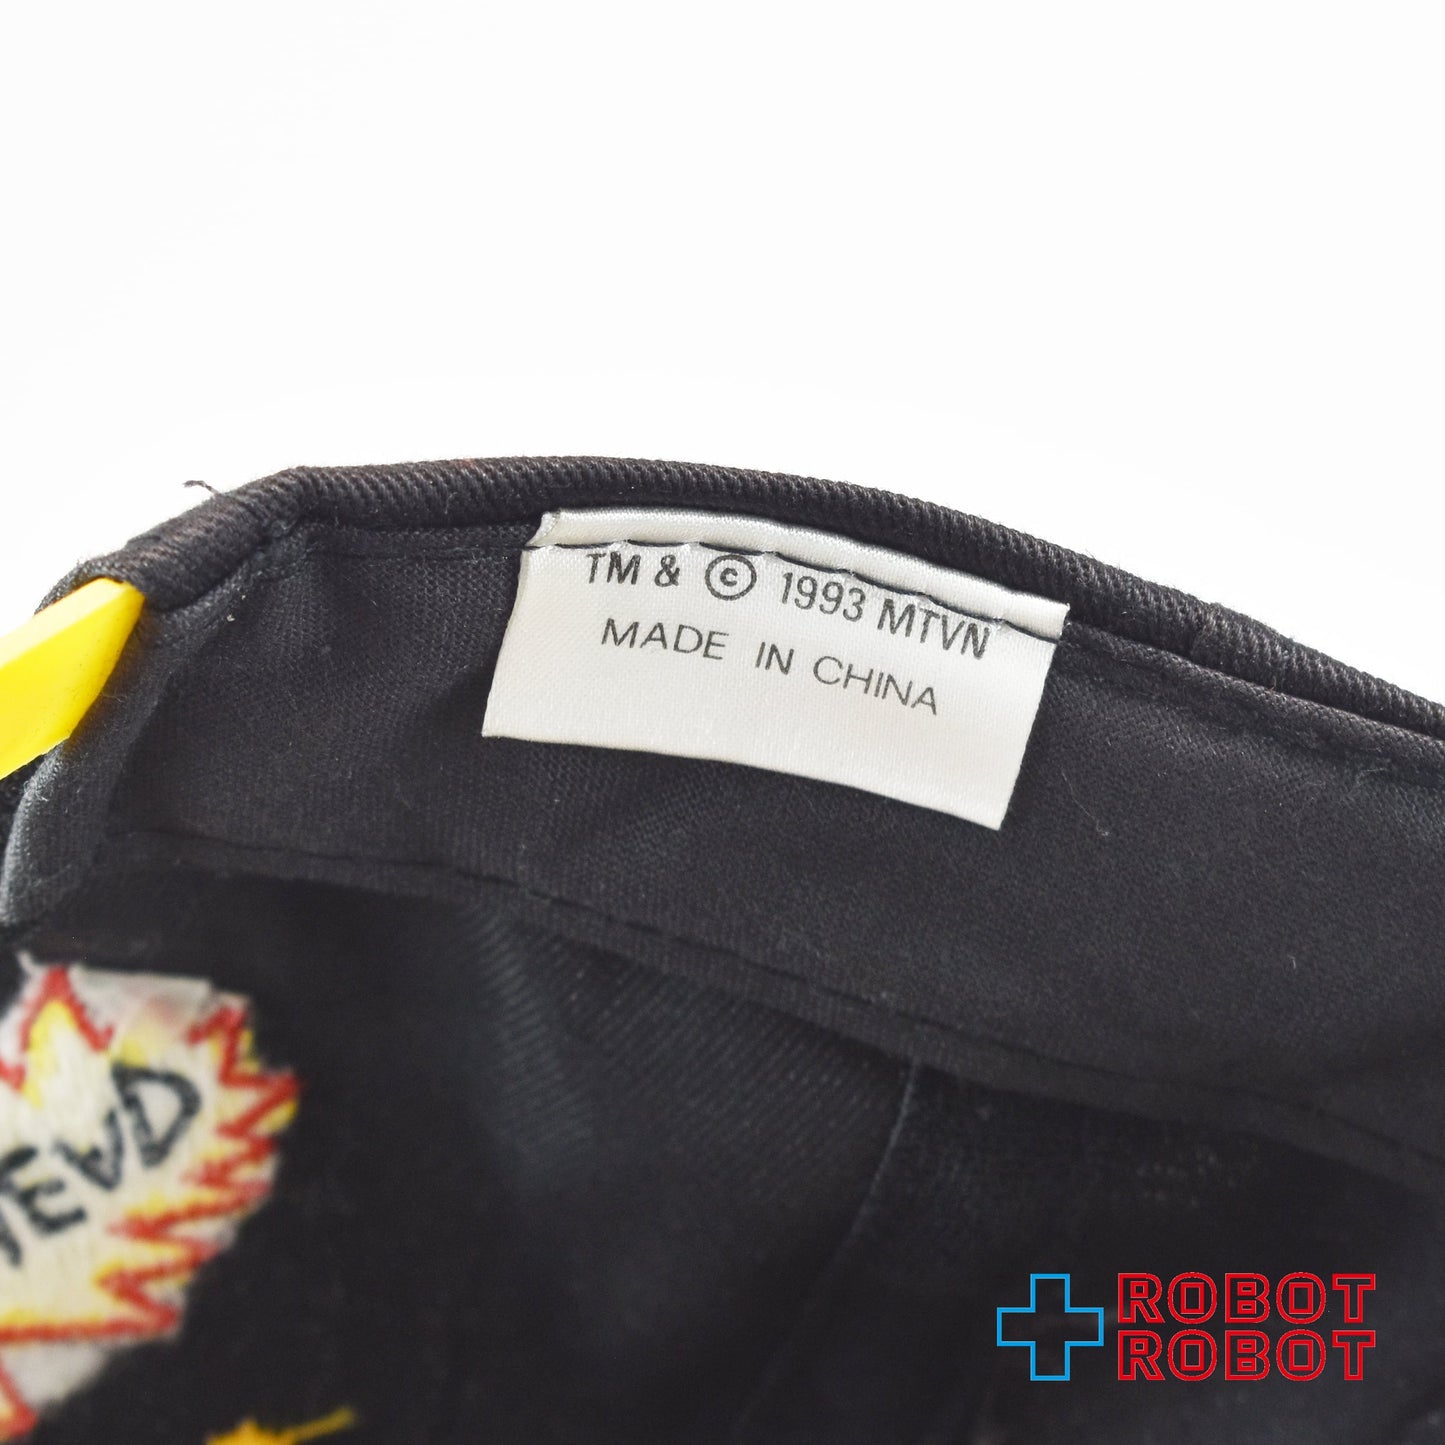 TM & © 1993 MTVN
MADE IN CHINA
ROBOT
ROBOT